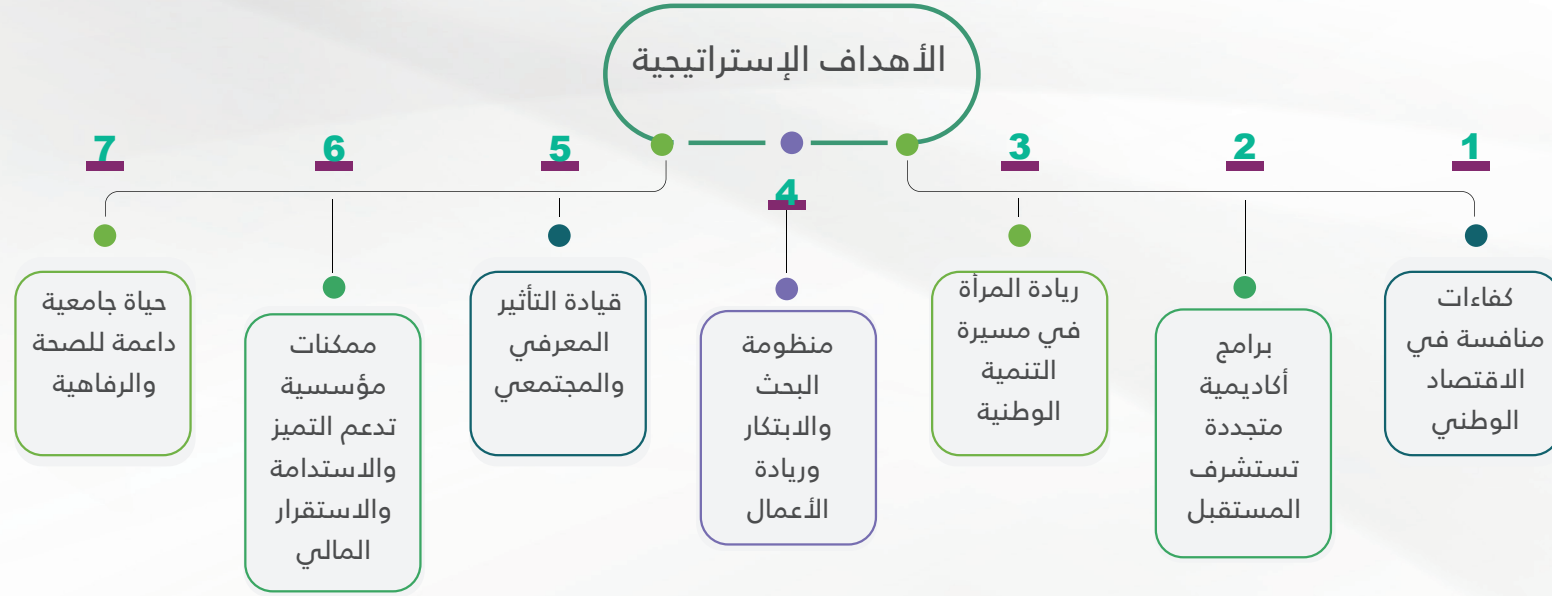 الأهداف الإستراتيجية
1
كفاءات
منافسة في
الاقتصاد
الوطني
2
برامج
أكاديمية
متجددة
تستشرف
المستقبل
3
ريادة المرأة
في مسيرة
التنمية
الوطنية
4
منظومة
البحث
والابتكار
وريادة
الأعمال
5
قيادة التأثير
المعرفي
والمجتمعي
6
ممكنات
مؤسسية
تدعم التميز
والاستدامة
والاستقرار
المالي
7
حياة جامعية
داعمة للصحة
والرفاهية